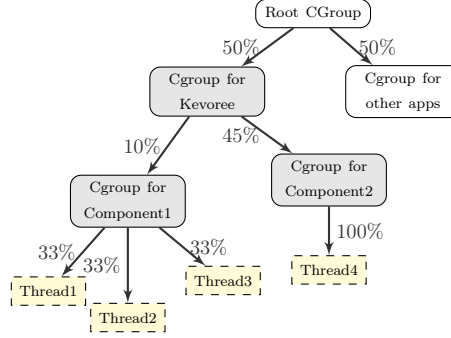 Root CGroup
50%
50%
Cgroup for
Kevoree
Cgroup for
other apps
10%
45%
Cgroup for
Component1
Cgroup for
Component2
33%
33%
33%
100%
Thread1
Thread2
Thread3
Thread4